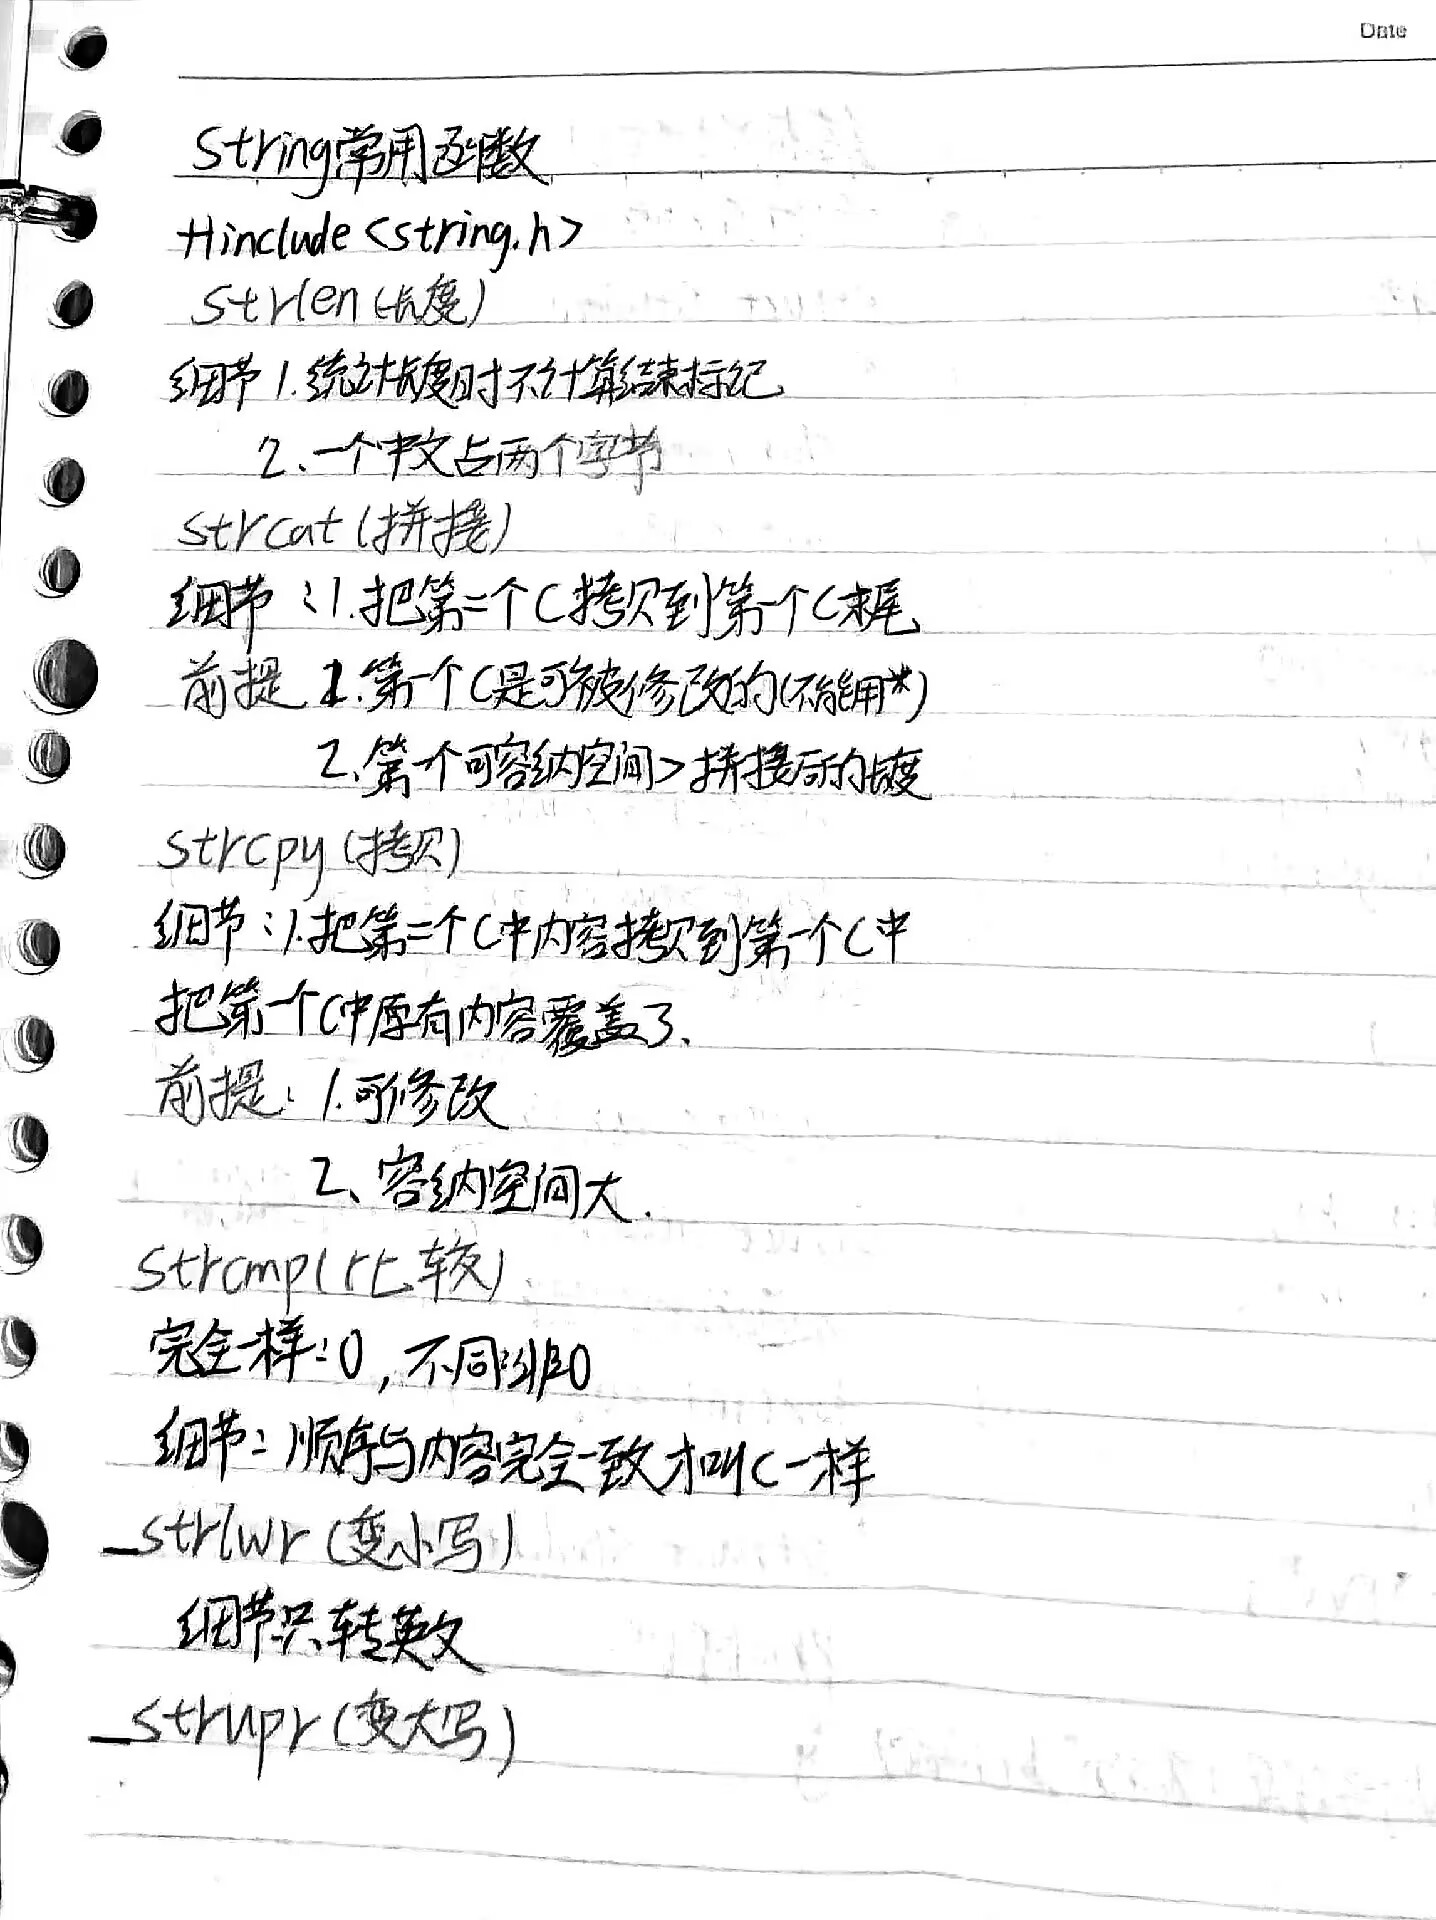 Date
String常用函数
#include<string.h>
strlen(长度)
细节1.统计长度时不计算结束标记
2、一个中文占两个字节
strcat(拼接)
细节:1.把第二个C拷贝到第一个C末尾
前提 1.第一个C是可被修改的(不能用*)
2.第一个可容纳空间>拼接后的长度
strcpy(拷贝)
细节:1.把第二个C中内容拷贝到第一个C中
把第一个C中原有内容覆盖了.
前提:1.可修改
2、容纳空间大.
strcmp(比较)
完全一样:0,不同:非0
细节:顺序与内容完全一致才叫C一样
_strlwr(变小写)
细节:只转英文
_strupr(变大写)